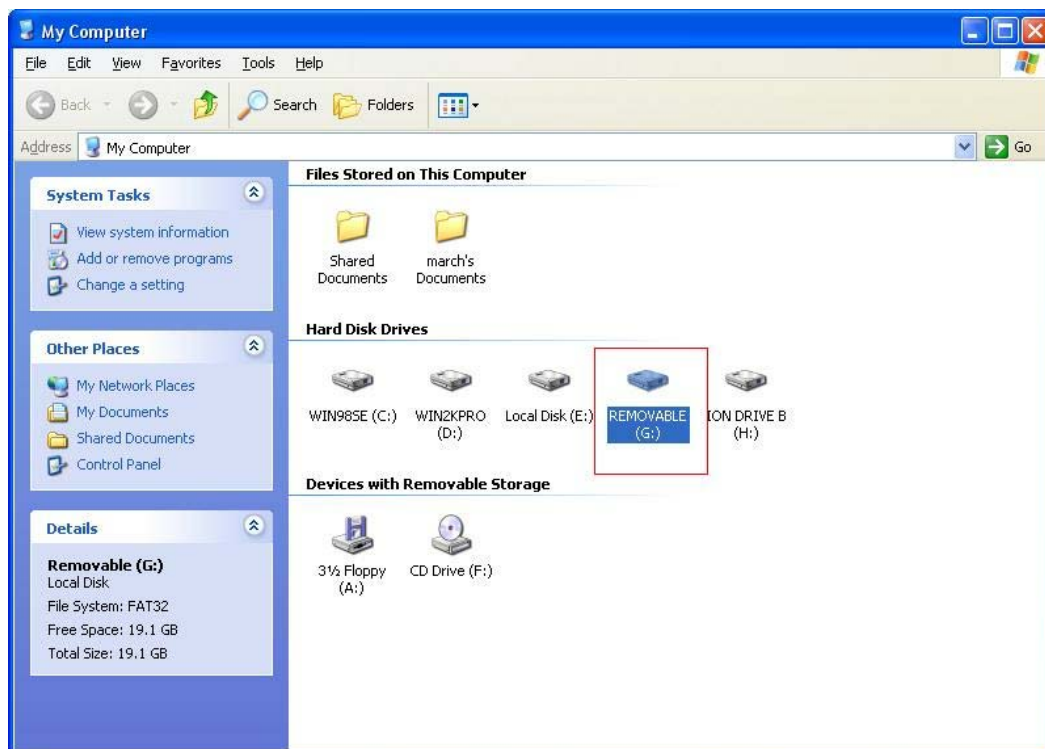 My Computer
File Edit View Favorites Tools Help
Back Search Folders
Address My Computer Go
System Tasks
View system information
Add or remove programs
Change a setting
Other Places
My Network Places
My Documents
Shared Documents
Control Panel
Details
Removable (G:)
Local Disk
File System: FAT32
Free Space: 19.1 GB
Total Size: 19.1 GB
Files Stored on This Computer
Shared
Documents
march's
Documents
Hard Disk Drives
WIN98SE (C:)
WIN2KPRO
(D:)
Local Disk (E:)
REMOVABLE
(G:)
ION DRIVE B
(H:)
Devices with Removable Storage
3½ Floppy
(A:)
CD Drive (F:)